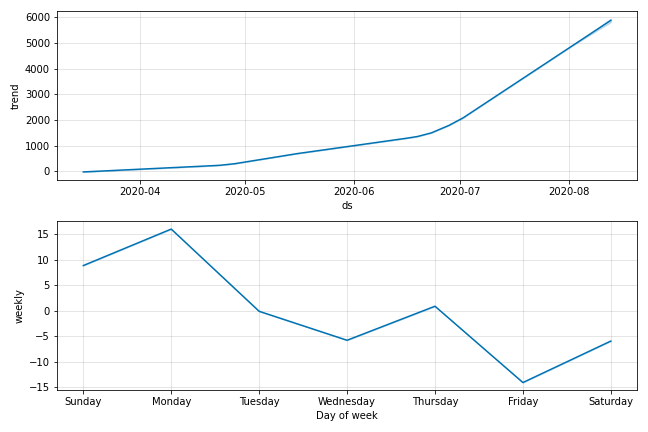 6000
5000
4000
3000
2000
1000
0
trend
2020-04 2020-05 2020-06 2020-07 2020-08
ds
15
10
5
0
−5
−10
−15
weekly
Sunday Monday Tuesday Wednesday Thursday Friday Saturday
Day of week